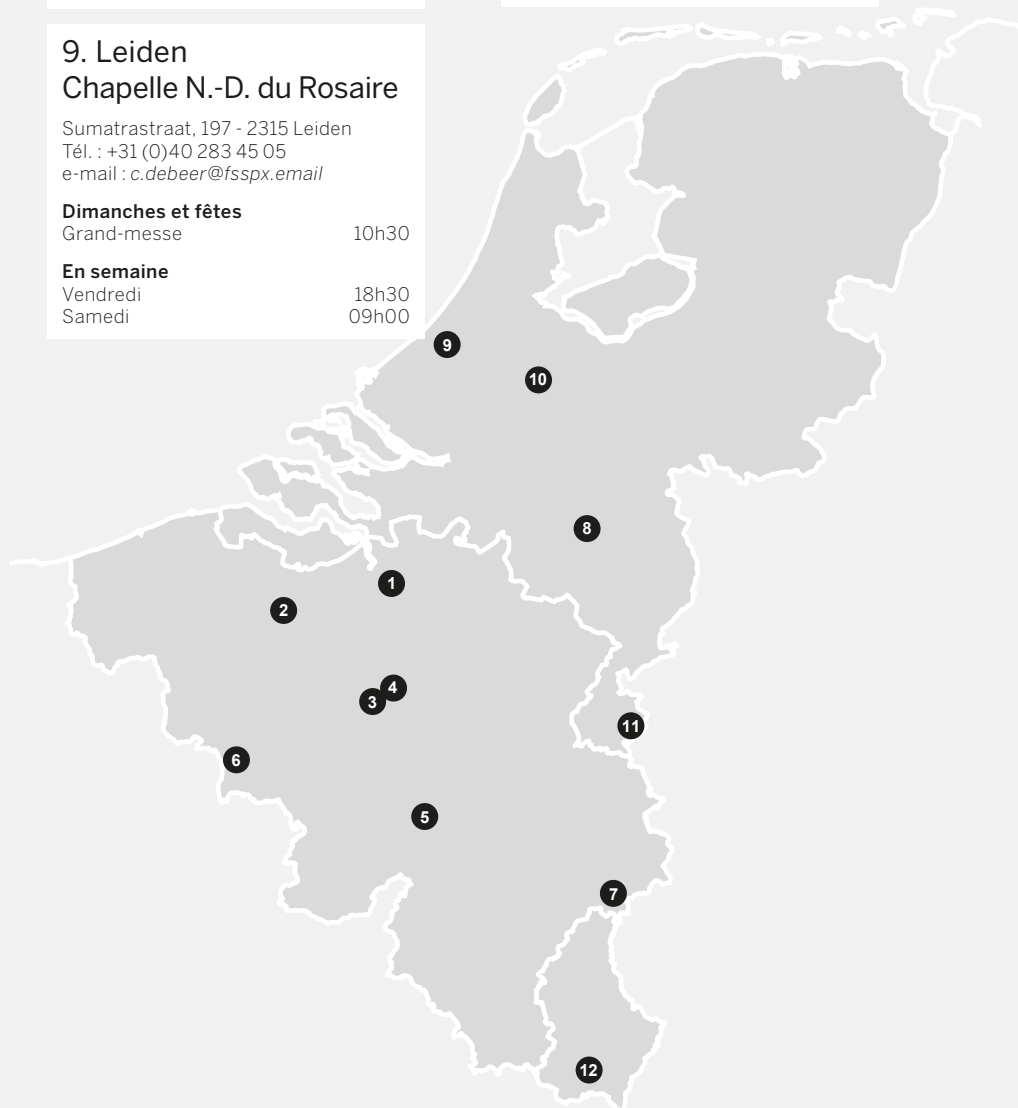 9. Leiden
Chapelle N.-D. du Rosaire
Sumatrastraat, 197 - 2315 Leiden
Tél. : +31 (0)40 283 45 05
e-mail : c.debeer@fsspx.email
Dimanches et fêtes
Grand-messe 10h30
En semaine
Vendredi 18h30
Samedi 09h00
9
10
8
1
2
4
3
11
6
5
7
12